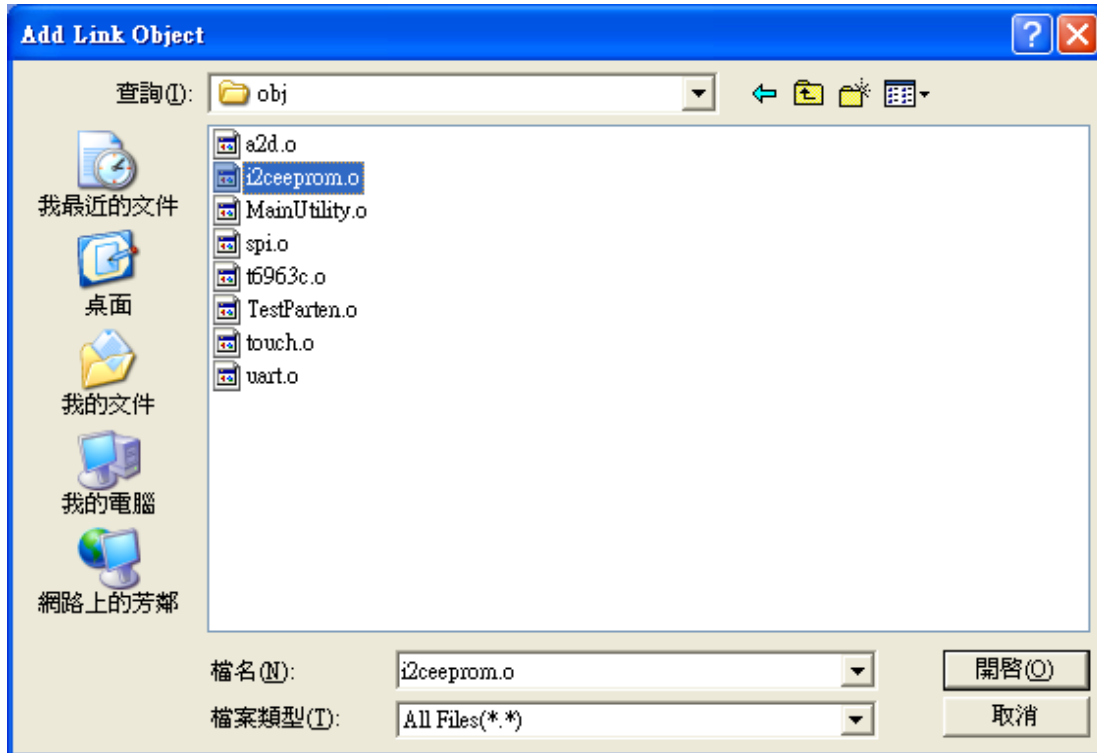 Add Link Object
查詢(I):
obj
我最近的文件
桌面
我的文件
我的電腦
網路上的芳鄰
a2d.o
i2ceeprom.o
MainUtility.o
spi.o
t6963c.o
TestParten.o
touch.o
uart.o
檔名(N):
i2ceeprom.o
開啓(O)
檔案類型(T):
All Files(*.*)
取消